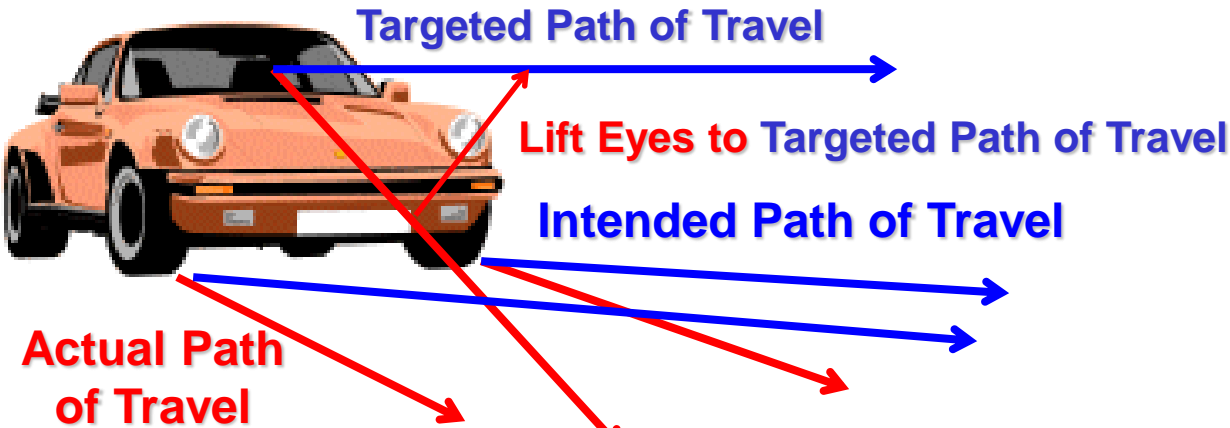 Targeted Path of Travel
Lift Eyes to Targeted Path of Travel
Intended Path of Travel
Actual Path
of Travel